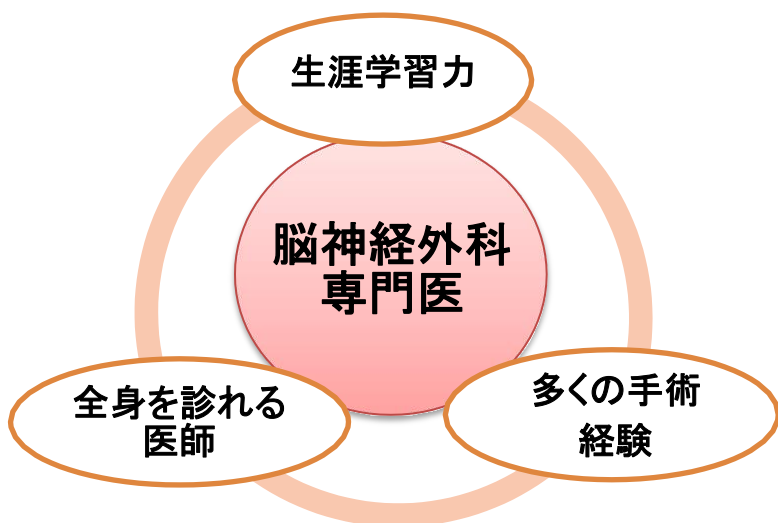 生涯学習力
脳神経外科
専門医
全身を診れる
医師
多くの手術
経験